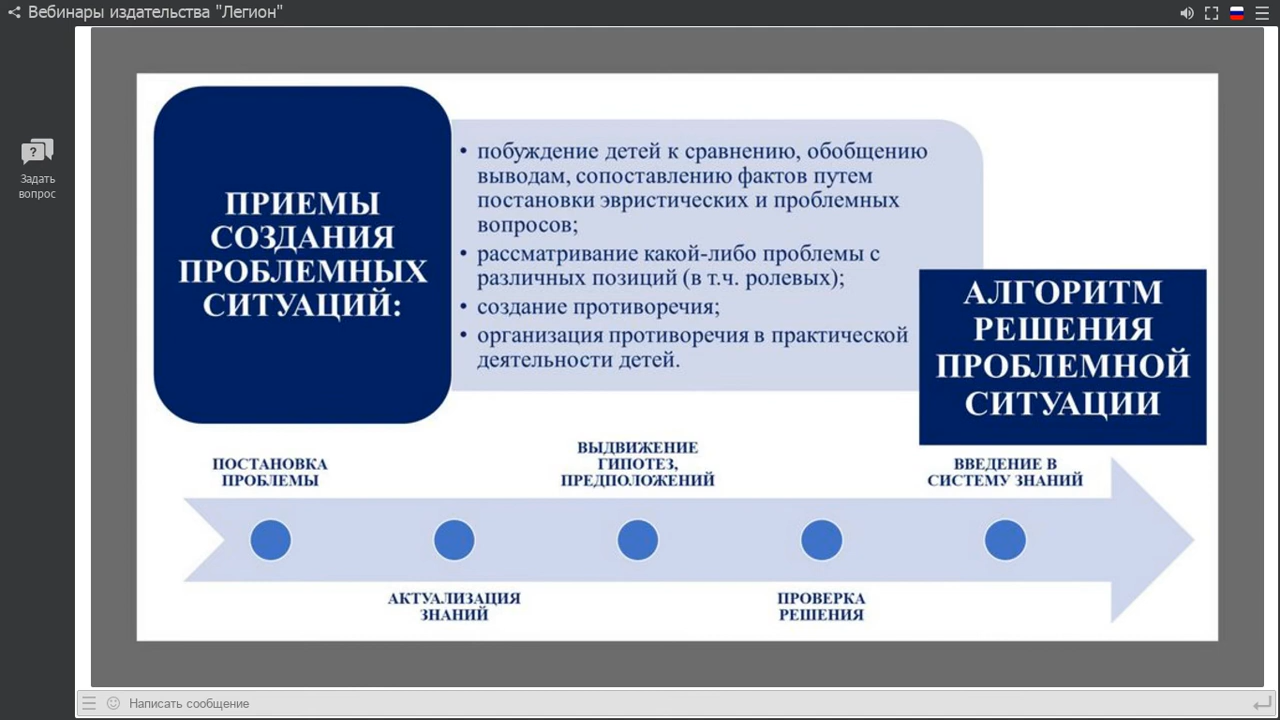 Вебинары издательства "Легион"
Задать
вопрос
ПРИЕМЫ
СОЗДАНИЯ
ПРОБЛЕМНЫХ
СИТУАЦИЙ:
• побуждение детей к сравнению, обобщению
выводам, сопоставлению фактов путем
постановки эвристических и проблемных
вопросов;
• рассматривание какой-либо проблемы с
различных позиций (в т.ч. ролевых);
• создание противоречия;
• организация противоречия в практической
деятельности детей.
АЛГОРИТМ
РЕШЕНИЯ
ПРОБЛЕМНОЙ
СИТУАЦИИ
ПОСТАНОВКА
ПРОБЛЕМЫ
АКТУАЛИЗАЦИЯ
ЗНАНИЙ
ВЫДВИЖЕНИЕ
ГИПОТЕЗ,
ПРЕДПОЛОЖЕНИЙ
ПРОВЕРКА
РЕШЕНИЯ
ВВЕДЕНИЕ В
СИСТЕМУ ЗНАНИЙ
Написать сообщение